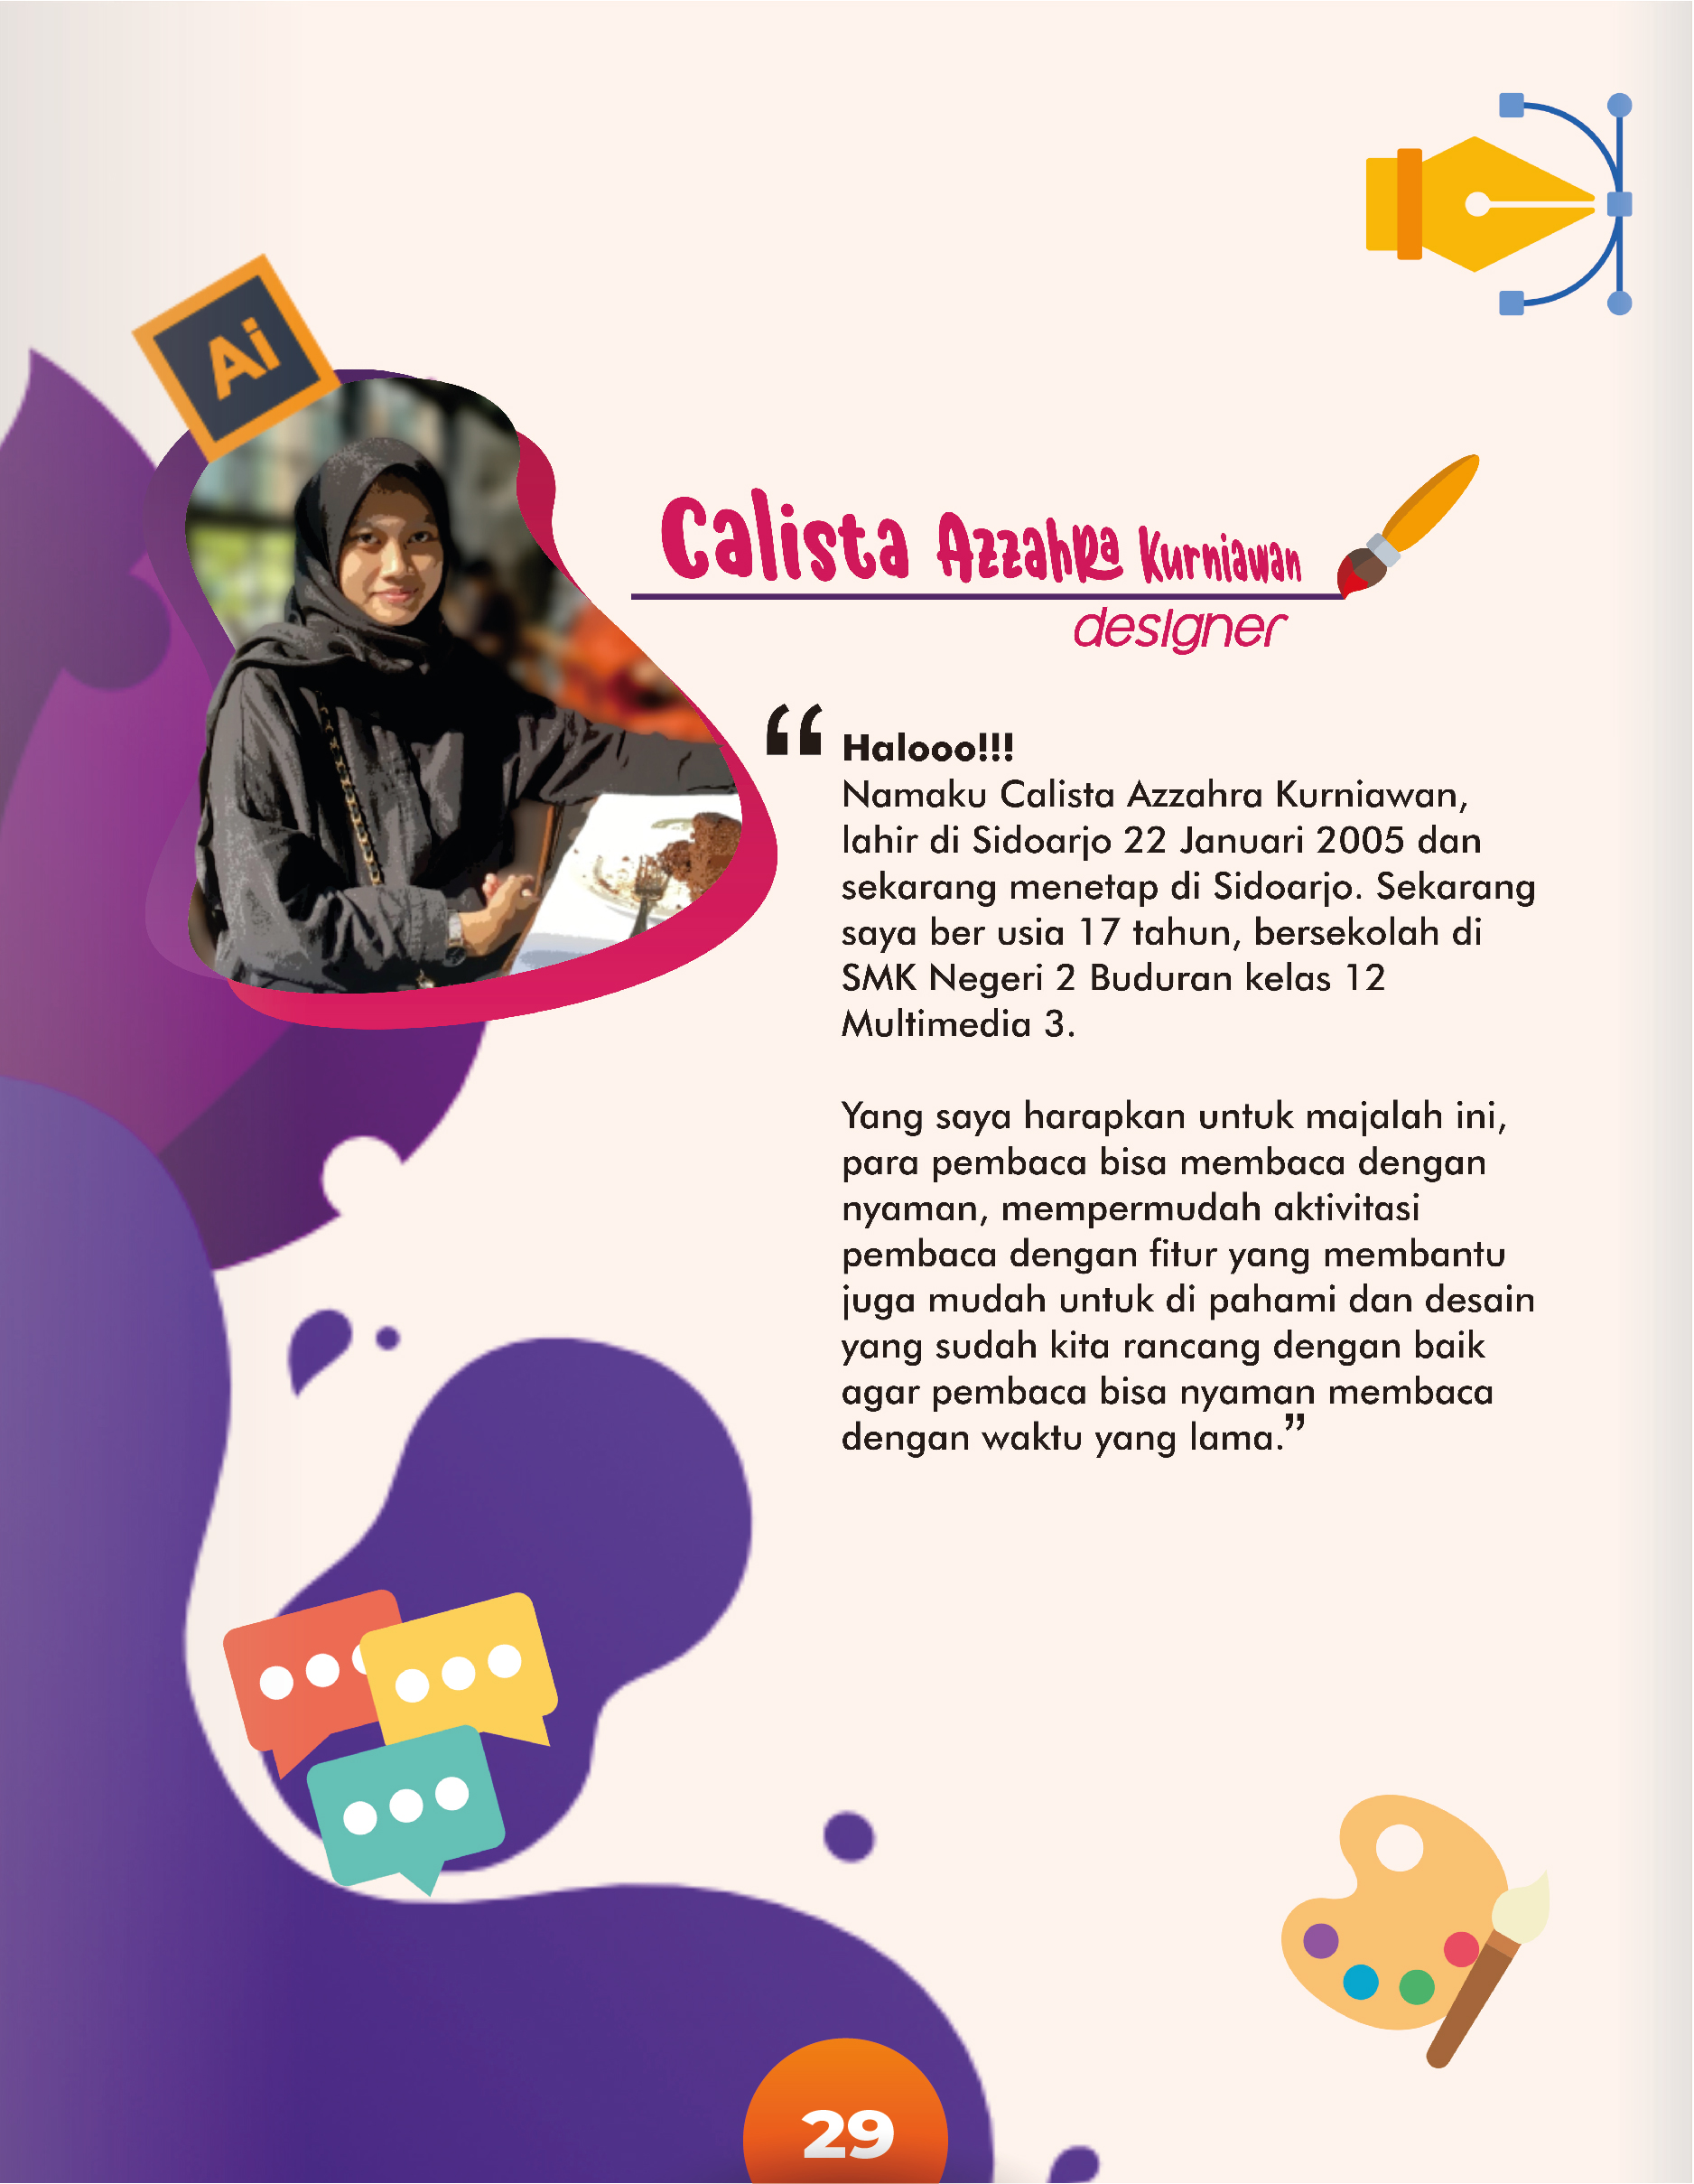 Ai
Calista Azzahra Kurniawan
designer
“ Halooo!!!
Namaku Calista Azzahra Kurniawan,
lahir di Sidoarjo 22 Januari 2005 dan
sekarang menetap di Sidoarjo. Sekarang
saya ber usia 17 tahun, bersekolah di
SMK Negeri 2 Buduran kelas 12
Multimedia 3.
Yang saya harapkan untuk majalah ini,
para pembaca bisa membaca dengan
nyaman, mempermudah aktivitasi
pembaca dengan fitur yang membantu
juga mudah untuk di pahami dan desain
yang sudah kita rancang dengan baik
agar pembaca bisa nyaman membaca
dengan waktu yang lama.”
29